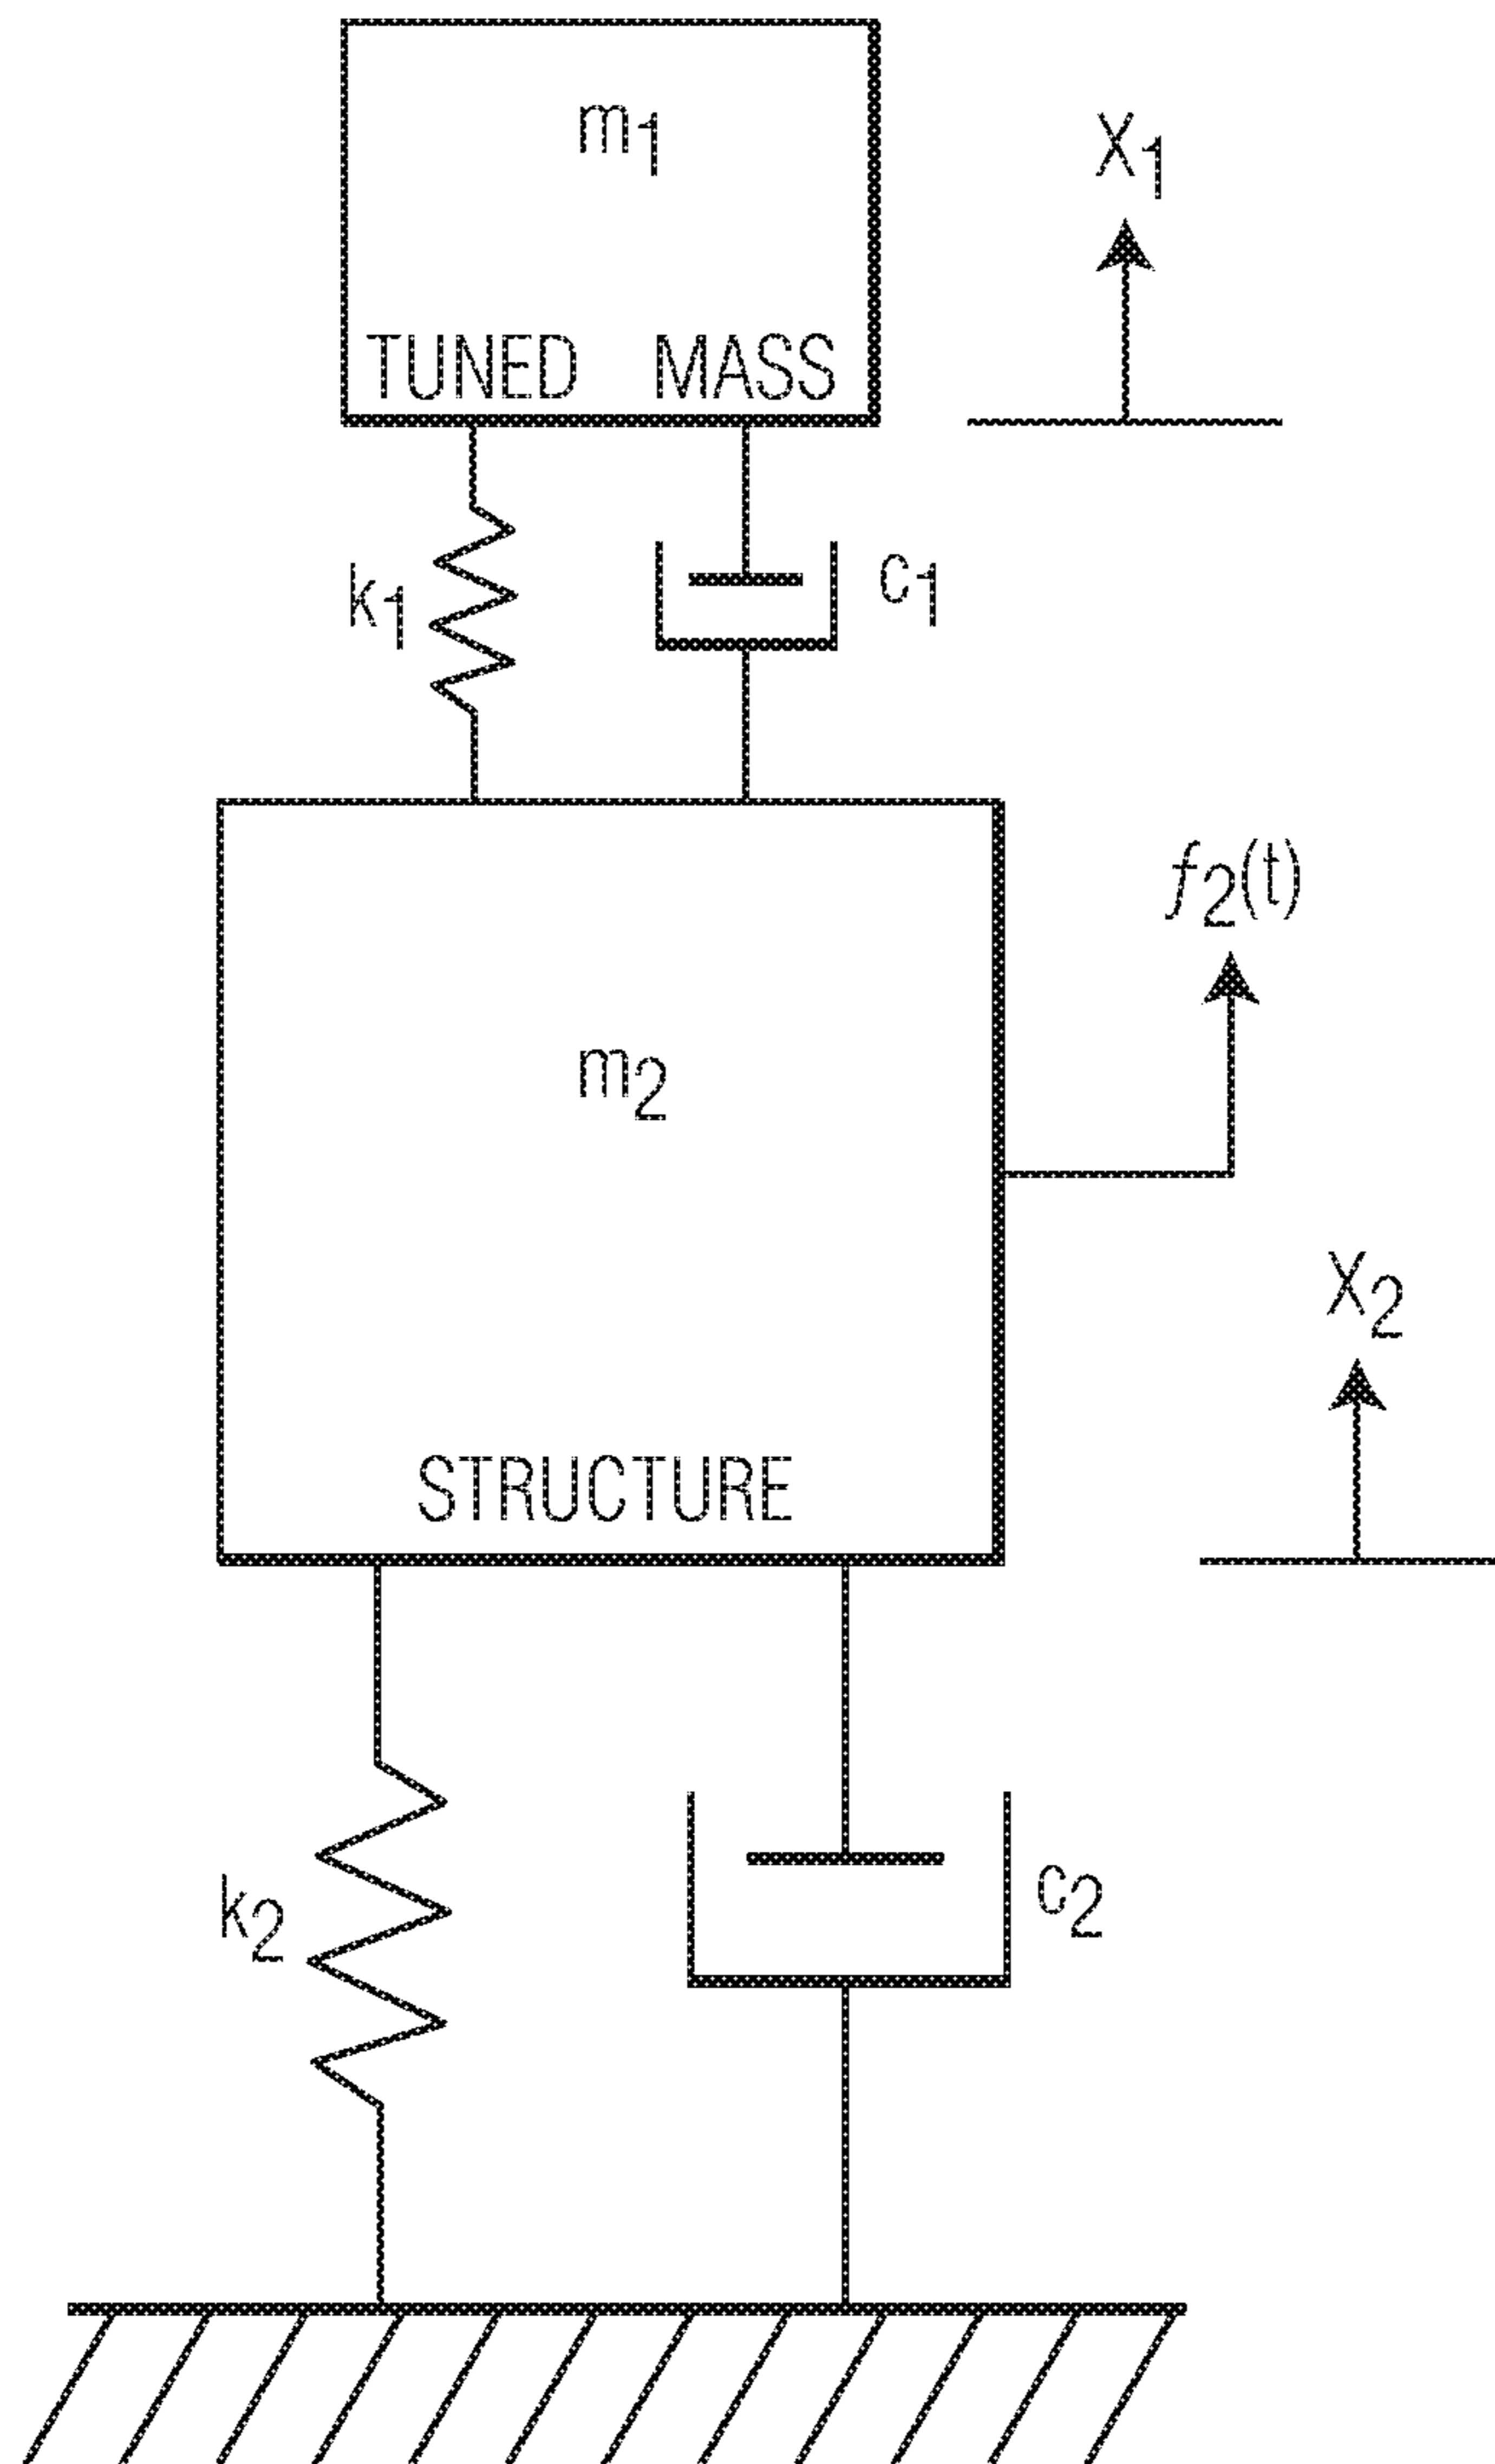 m1
X1
TUNED MASS
k1
c1
f2(t)
m2
X2
STRUCTURE
k2
c2